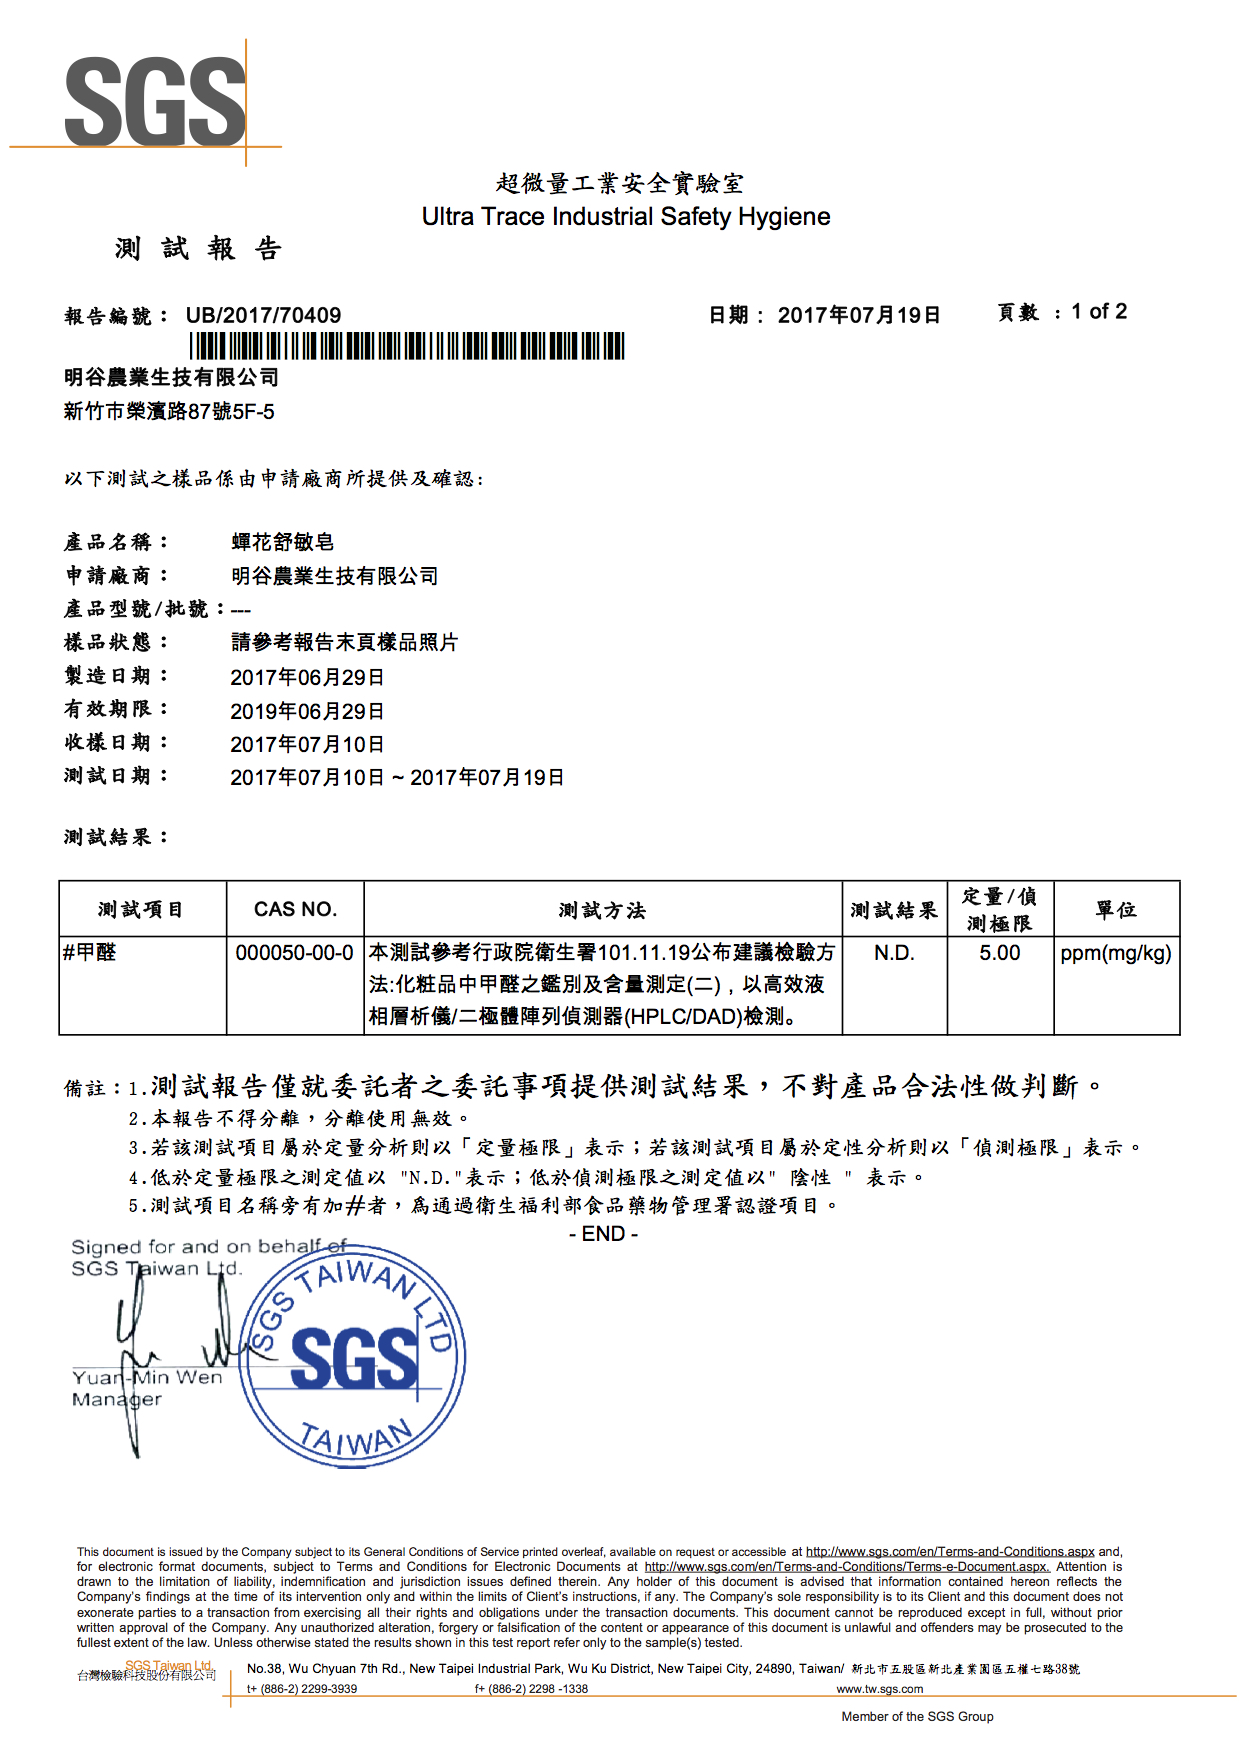 SGS
超微量工業安全實驗室
Ultra Trace Industrial Safety Hygiene
測 試 報 告
報告編號： UB/2017/70409 日期： 2017年07月19日 頁數 ：1 of 2
明谷農業生技有限公司
新竹市榮濱路87號5F-5
以下測試之樣品係由申請廠商所提供及確認:
產品名稱： 蟬花舒敏皂
申請廠商： 明谷農業生技有限公司
產品型號/批號：---
樣品狀態： 請參考報告末頁樣品照片
製造日期： 2017年06月29日
有效期限： 2019年06月29日
收樣日期： 2017年07月10日
測試日期： 2017年07月10日 ~ 2017年07月19日
測試結果：
測試項目 CAS NO. 測試方法 測試結果 定量/偵測極限 單位
#甲醛 000050-00-0 本測試參考行政院衛生署101.11.19公布建議檢驗方 N.D. 5.00 ppm(mg/kg)
法:化粧品中甲醛之鑑別及含量測定(二)，以高效液
相層析儀/二極體陣列偵測器(HPLC/DAD)檢測。
備註：1.測試報告僅就委託者之委託事項提供測試結果，不對產品合法性做判斷。
2.本報告不得分離，分離使用無效。
3.若該測試項目屬於定量分析則以「定量極限」表示；若該測試項目屬於定性分析則以「偵測極限」表示。
4.低於定量極限之測定值以 "N.D."表示；低於偵測極限之測定值以" 陰性 " 表示。
5.測試項目名稱旁有加#者，為通過衛生福利部食品藥物管理署認證項目。
- END -
Signed for and on behalf of
SGS Taiwan Ltd.
Yuan-Min Wen
Manager
SGS TAIWAN LTD
SGS
TAIWAN
This document is issued by the Company subject to its General Conditions of Service printed overleaf, available on request or accessible at http://www.sgs.com/en/Terms-and-Conditions.aspx and,
for electronic format documents, subject to Terms and Conditions for Electronic Documents at http://www.sgs.com/en/Terms-and-Conditions/Terms-e-Document.aspx. Attention is
drawn to the limitation of liability, indemnification and jurisdiction issues defined therein. Any holder of this document is advised that information contained hereon reflects the
Company's findings at the time of its intervention only and within the limits of Client's instructions, if any. The Company's sole responsibility is to its Client and this document does not
exonerate parties to a transaction from exercising all their rights and obligations under the transaction documents. This document cannot be reproduced except in full, without prior
written approval of the Company. Any unauthorized alteration, forgery or falsification of the content or appearance of this document is unlawful and offenders may be prosecuted to the
fullest extent of the law. Unless otherwise stated the results shown in this test report refer only to the sample(s) tested.
SGS Taiwan Ltd.
台灣檢驗科技股份有限公司
No.38, Wu Chyuan 7th Rd., New Taipei Industrial Park, Wu Ku District, New Taipei City, 24890, Taiwan/ 新北市五股區新北產業園區五權七路38號
t+ (886-2) 2299-3939 f+ (886-2) 2298 -1338 www.tw.sgs.com
Member of the SGS Group